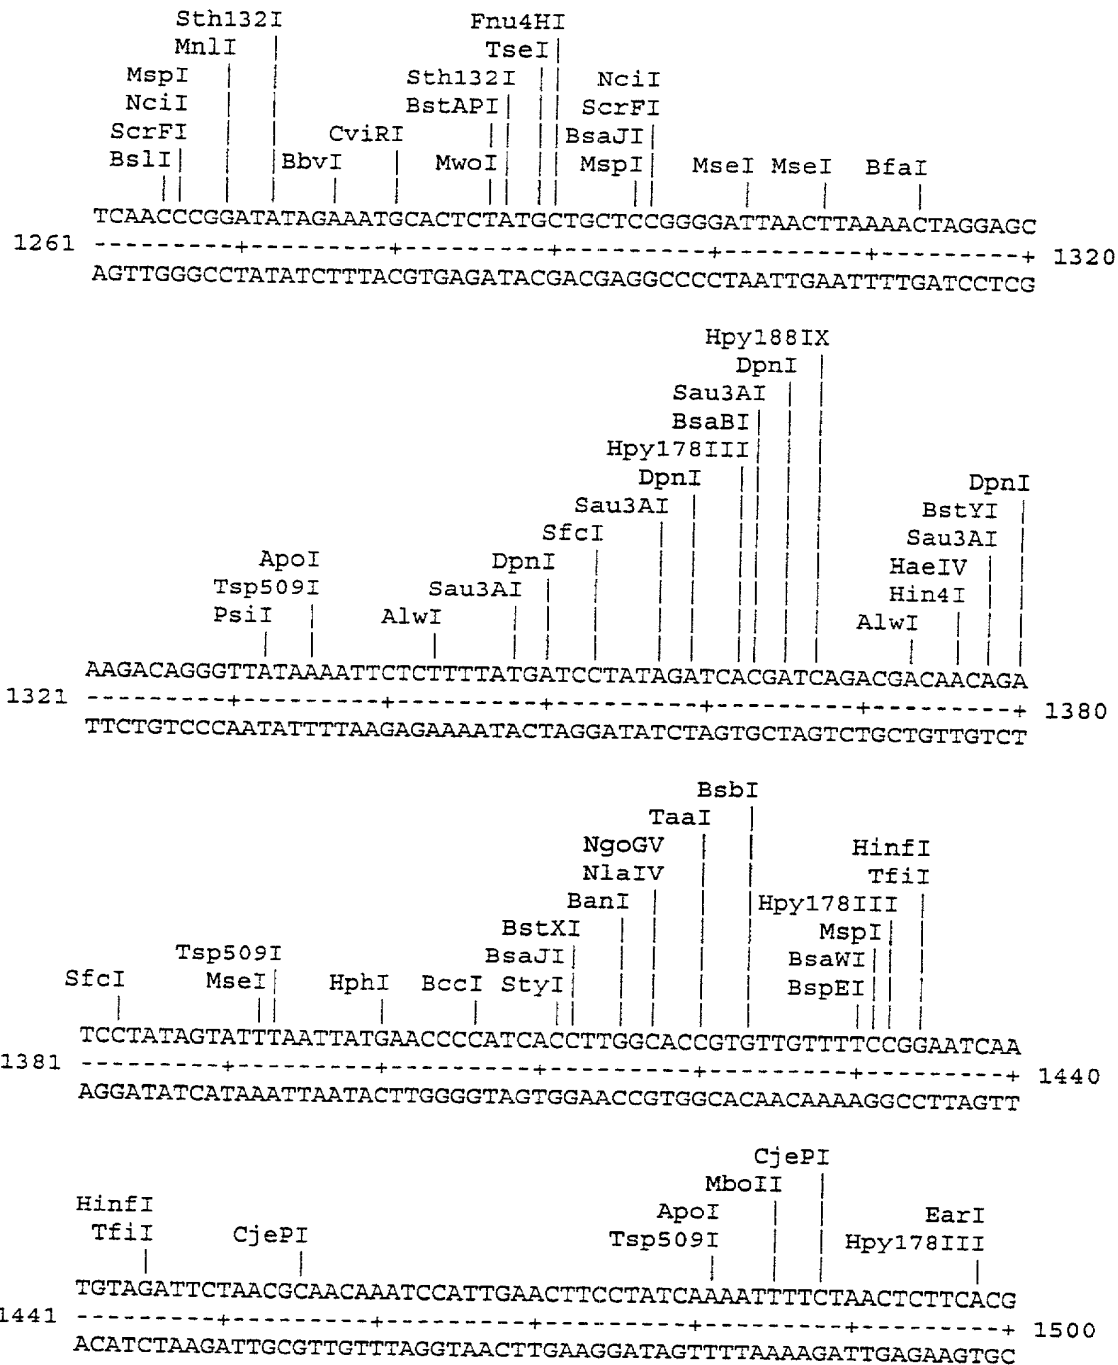 Sth132I Fnu4HI
MnlI TseI
MspI Sth132I NciI
NciI BstAPI ScrFI
ScrFI CviRI BsaJI
BslI BbvI MwoI MspI MseI MseI BfaI
TCAACCCGGATATAGAAATGCACTCTATGCTGCTCCGGGGATTAACTTAAAACTAGGAGC
1261 ---------+---------+---------+---------+---------+---------+ 1320
AGTTGGGCCTATATCTTTACGTGAGATACGACGAGGCCCCTAATTGAATTTTGATCCTCG
Hpy188IX
DpnI
Sau3AI
BsaBI
Hpy178III
DpnI DpnI
Sau3AI BstYI
SfcI Sau3AI
ApoI DpnI HaeIV
Tsp509I Sau3AI Hin4I
PsiI AlwI AlwI
AAGACAGGGTTATAAAATTCTCTTTTATGATCCTATAGATCACGATCAGACGACAACAGA
1321 ---------+---------+---------+---------+---------+---------+ 1380
TTCTGTCCCAATATTTTAAGAGAAAATACTAGGATATCTAGTGCTAGTCTGCTGTTGTCT
BsbI
TaaI
NgoGV HinfI
NlaIV TfiI
BanI Hpy178III
BstXI MspI
Tsp509I BsaJI BsaWI
SfcI MseI HphI BccI StyI BspEI
TCCTATAGTATTTAATTATGAACCCCATCACCTTGGCACCGTGTTGTTTTCCGGAATCAA
1381 ---------+---------+---------+---------+---------+---------+ 1440
AGGATATCATAAATTAATACTTGGGGTAGTGGAACCGTGGCACAACAAAAGGCCTTAGTT
CjePI
MboII
HinfI ApoI EarI
TfiI CjePI Tsp509I Hpy178III
TGTAGATTCTAACGCAACAAATCCATTGAACTTCCTATCAAAATTTTCTAACTCTTCACG
1441 ---------+---------+---------+---------+---------+---------+ 1500
ACATCTAAGATTGCGTTGTTTAGGTAACTTGAAGGATAGTTTTAAAAGATTGAGAAGTGC